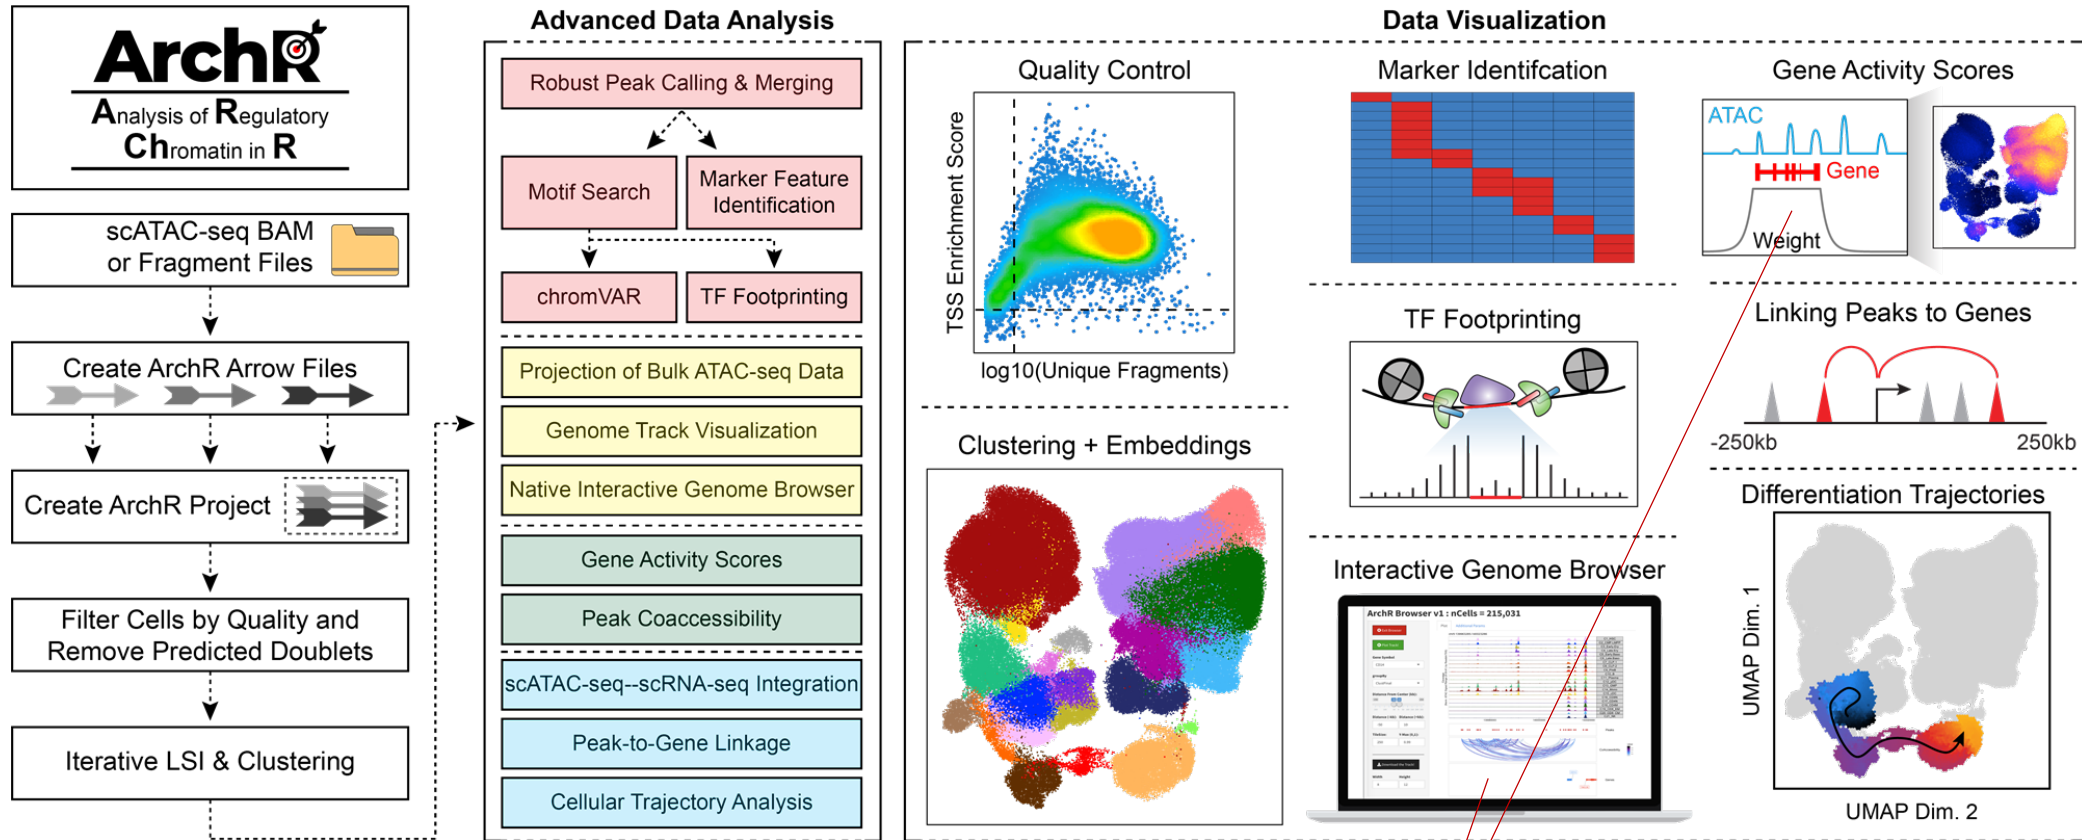 ArchR
Analysis of Regulatory
Chromatin in R
scATAC-seq BAM
or Fragment Files
Create ArchR Arrow Files
Create ArchR Project
Filter Cells by Quality and
Remove Predicted Doublets
Iterative LSI & Clustering
Advanced Data Analysis
Robust Peak Calling & Merging
Motif Search
Marker Feature
Identification
chromVAR
TF Footprinting
Projection of Bulk ATAC-seq Data
Genome Track Visualization
Native Interactive Genome Browser
Gene Activity Scores
Peak Coaccessibility
scATAC-seq--scRNA-seq Integration
Peak-to-Gene Linkage
Cellular Trajectory Analysis
Data Visualization
Quality Control
TSS Enrichment Score
log10(Unique Fragments)
Clustering + Embeddings
Marker Identifcation
TF Footprinting
Interactive Genome Browser
ArchR Browser v1 : nCells = 215,031
Gene Activity Scores
ATAC
Gene
Weight
Linking Peaks to Genes
-250kb
250kb
Differentiation Trajectories
UMAP Dim. 1
UMAP Dim. 2